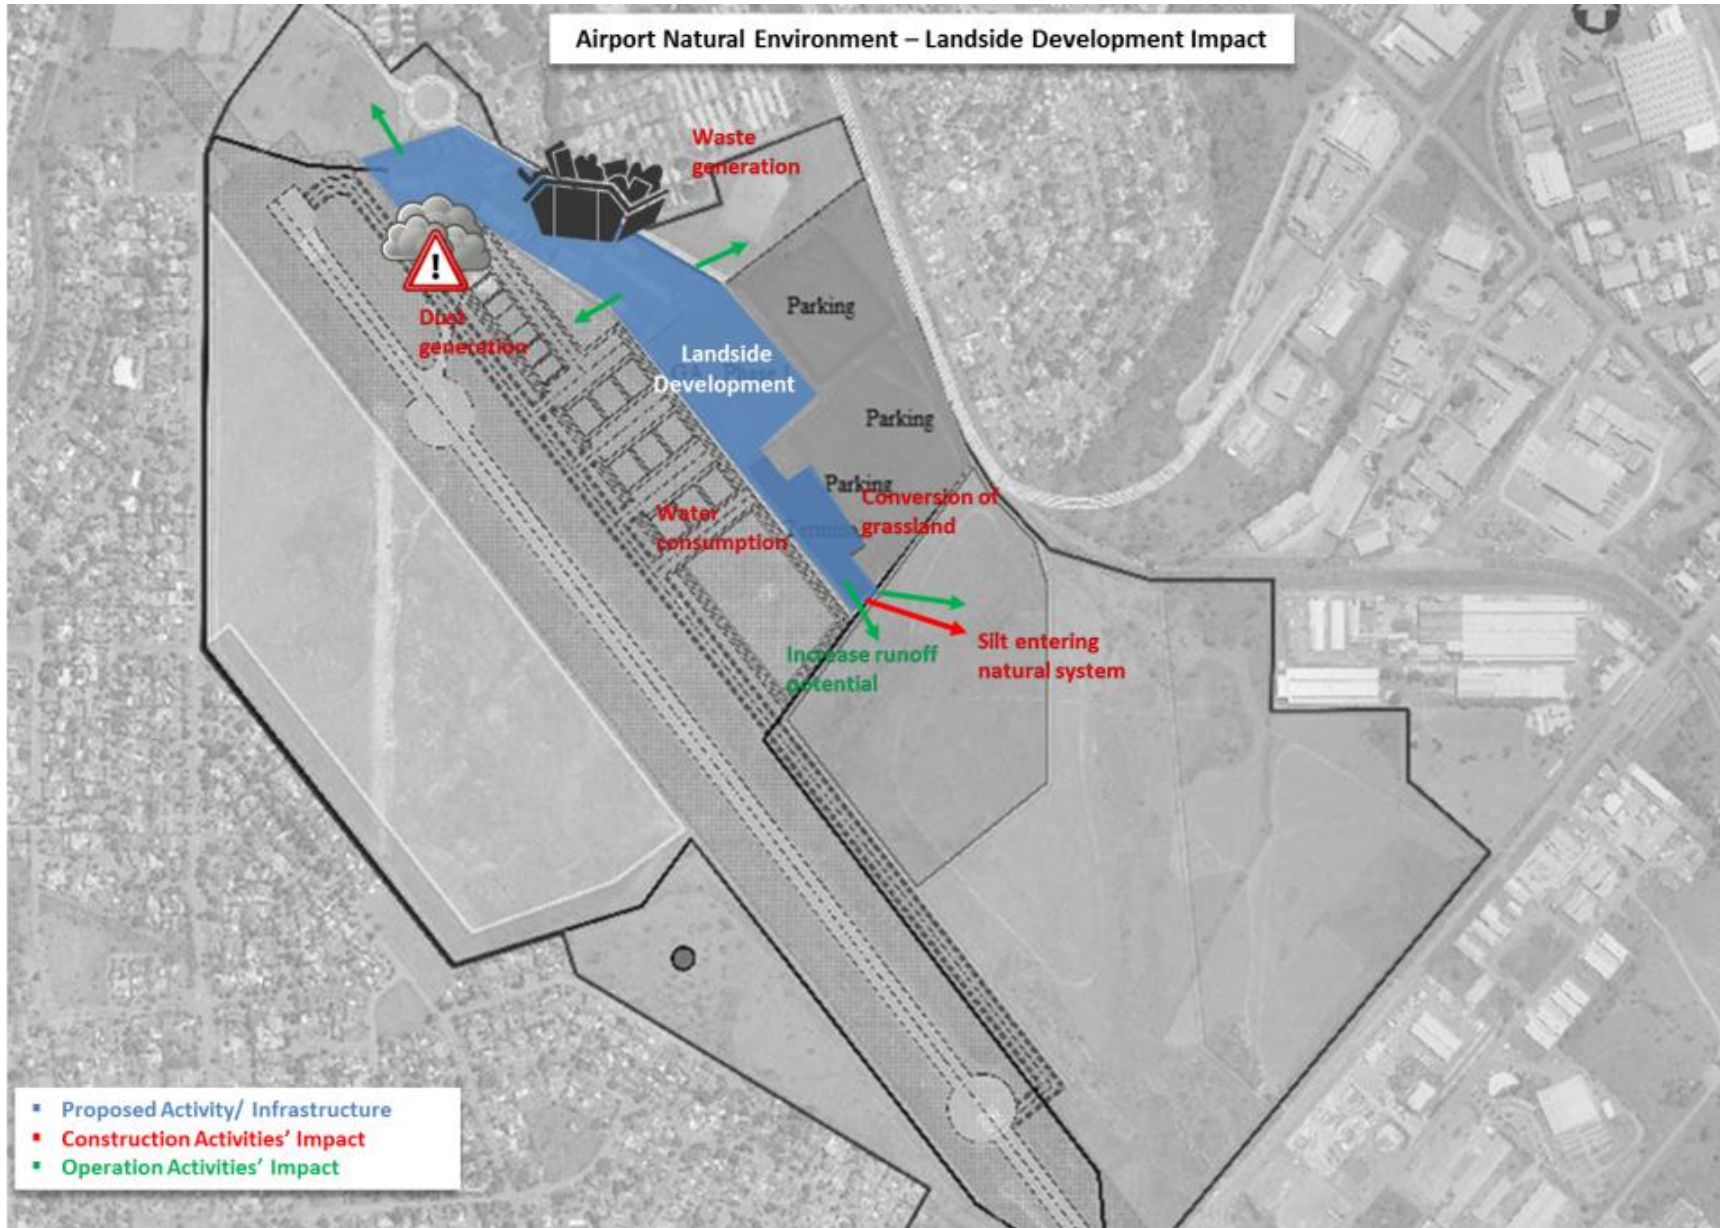 Airport Natural Environment – Landside Development Impact
Waste
generation
Parking
Dust
generation
Landside
Development
Parking
Parking
Conversion of
grassland
Water
consumption
Increase runoff
potential
Silt entering
natural system
Proposed Activity/ Infrastructure
Construction Activities’ Impact
Operation Activities’ Impact